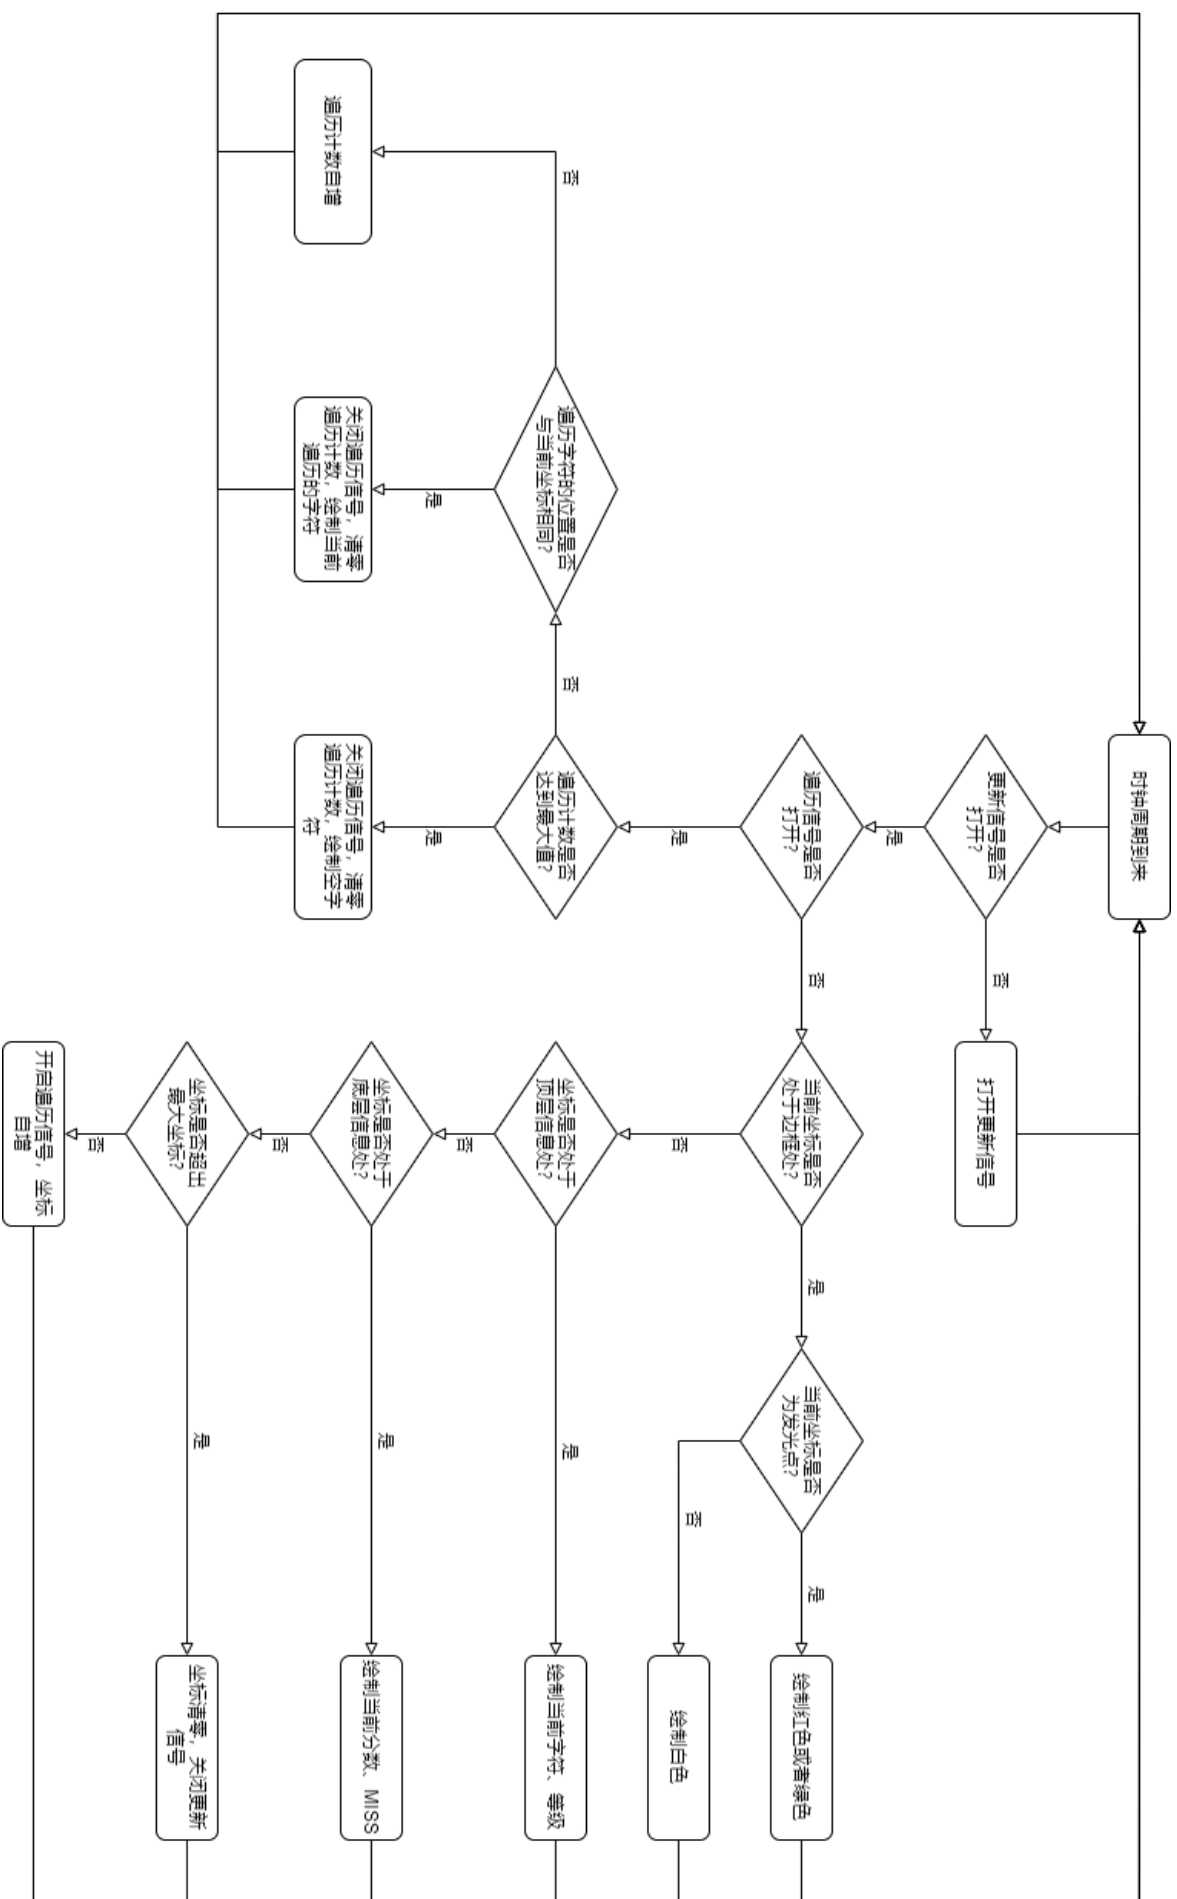 时钟周期到来
更新信号是否
打开？
否
打开更新信号
是
遍历信号是否
打开？
否
当前坐标是否
处于边框处？
是
当前坐标是否
为发光点？
是
绘制红色或者绿色
否
绘制白色
是
遍历计数是否
达到最大值？
否
遍历字符的位置是否
与当前坐标相同？
否
遍历计数自增
是
关闭遍历信号，清零
遍历计数，绘制当前
遍历的字符
是
关闭遍历信号，清零
遍历计数，绘制空字
符
否
坐标是否处于
顶层信息处？
是
绘制当前字符、等级
否
坐标是否处于
底层信息处？
是
绘制当前分数、MISS
否
坐标是否超出
最大坐标？
是
坐标清零，关闭更新
信号
否
开启遍历信号，坐标
自增